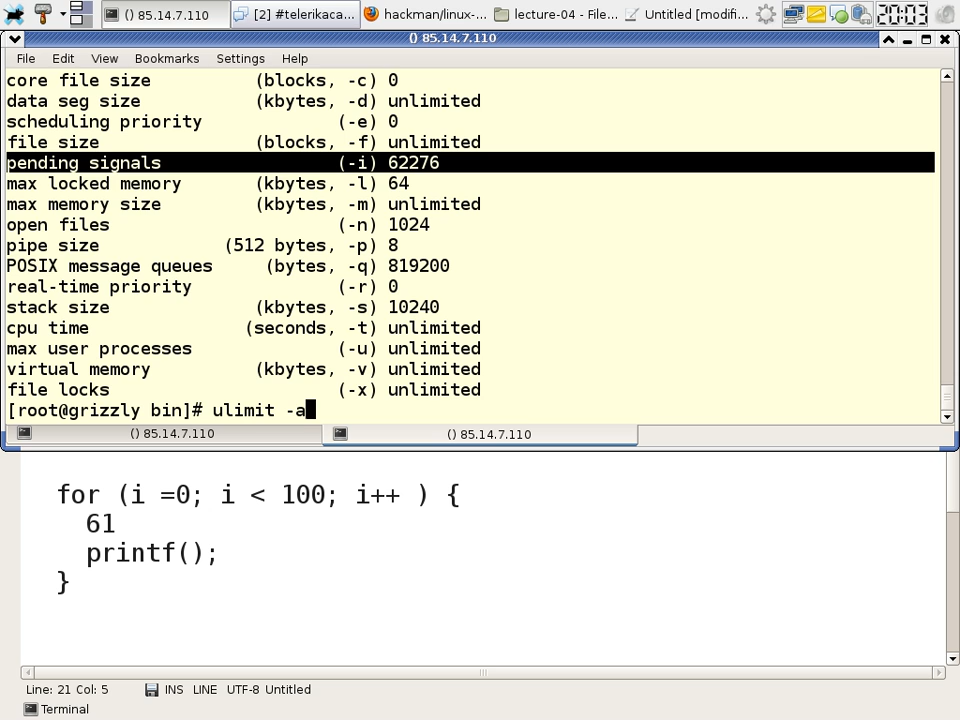 () 85.14.7.110
[2] #telerikaca...
hackman/linux-...
lecture-04 - File...
Untitled [modifi...
20:03
() 85.14.7.110
File Edit View Bookmarks Settings Help
core file size (blocks, -c) 0
data seg size (kbytes, -d) unlimited
scheduling priority (-e) 0
file size (blocks, -f) unlimited
pending signals (-i) 62276
max locked memory (kbytes, -l) 64
max memory size (kbytes, -m) unlimited
open files (-n) 1024
pipe size (512 bytes, -p) 8
POSIX message queues (bytes, -q) 819200
real-time priority (-r) 0
stack size (kbytes, -s) 10240
cpu time (seconds, -t) unlimited
max user processes (-u) unlimited
virtual memory (kbytes, -v) unlimited
file locks (-x) unlimited
[root@grizzly bin]# ulimit -a
() 85.14.7.110
() 85.14.7.110
for (i =0; i < 100; i++ ) {
61
printf();
}
Line: 21 Col: 5 INS LINE UTF-8 Untitled
Terminal